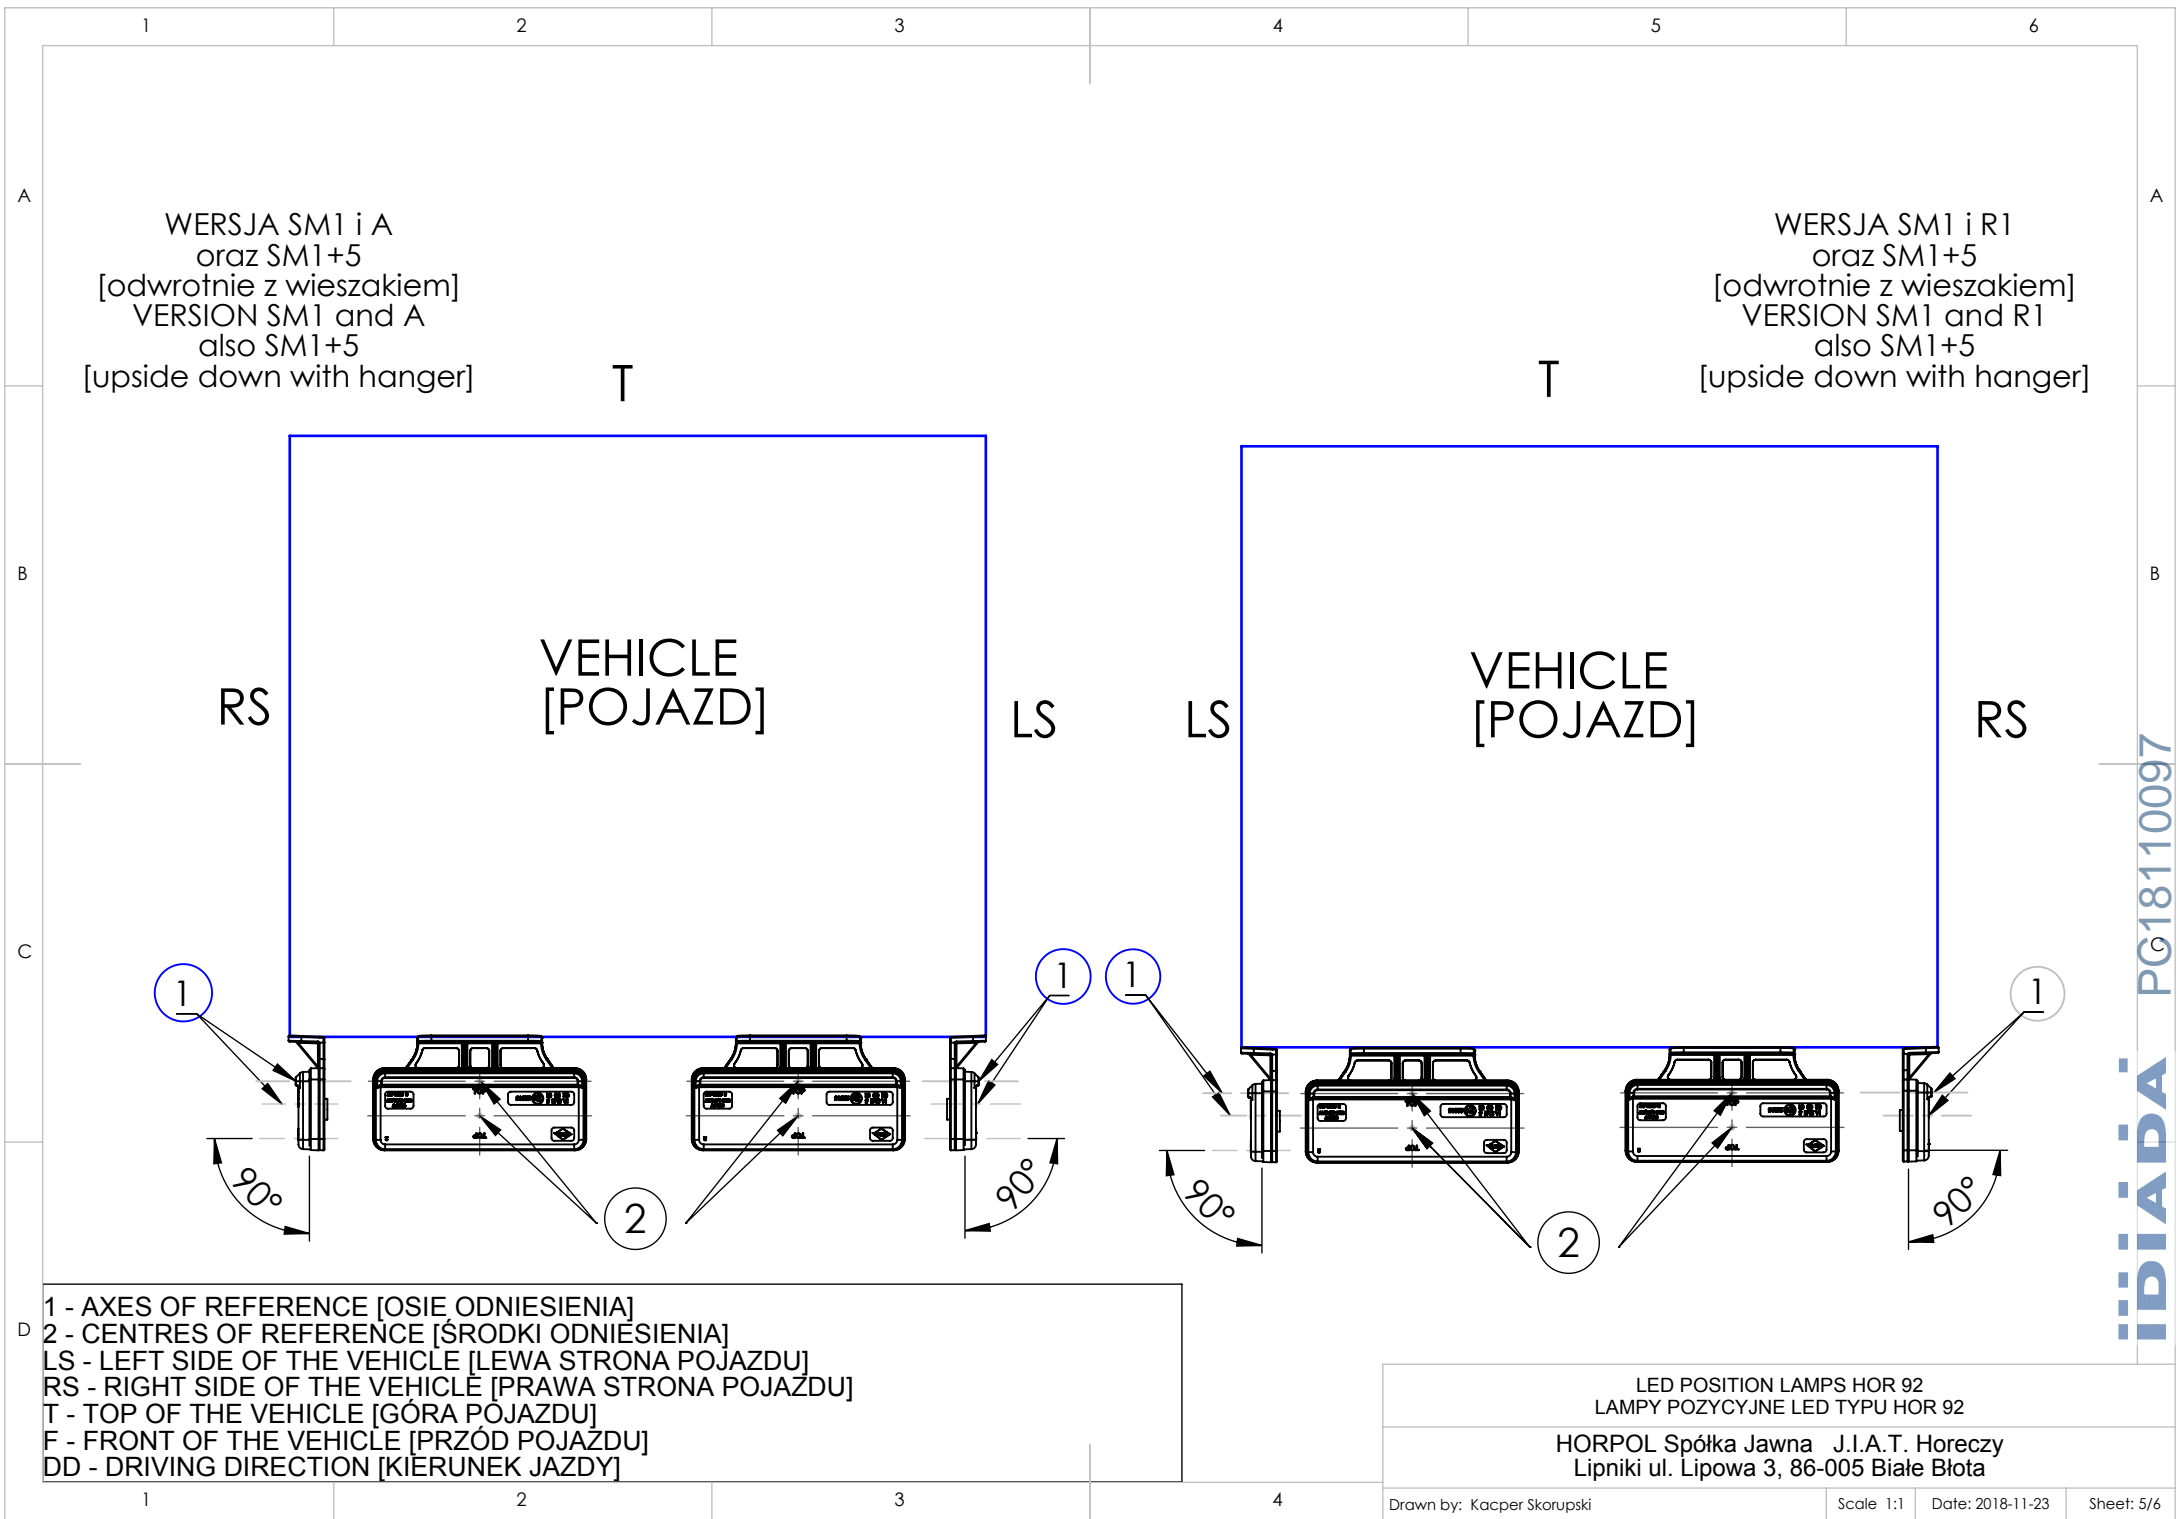 1 2 3 4 5 6
A A
WERSJA SM1 i A
oraz SM1+5
[odwrotnie z wieszakiem]
VERSION SM1 and A
also SM1+5
[upside down with hanger]
WERSJA SM1 i R1
oraz SM1+5
[odwrotnie z wieszakiem]
VERSION SM1 and R1
also SM1+5
[upside down with hanger]
T
T
B B
VEHICLE
[POJAZD]
VEHICLE
[POJAZD]
RS
LS
LS
RS
C C
1
1
1
1
90°
90°
90°
90°
2
2
TOP
TOP
TOP
TOP
IDIADA PC18110097
D
1 - AXES OF REFERENCE [OSIE ODNIESIENIA]
2 - CENTRES OF REFERENCE [ŚRODKI ODNIESIENIA]
LS - LEFT SIDE OF THE VEHICLE [LEWA STRONA POJAZDU]
RS - RIGHT SIDE OF THE VEHICLE [PRAWA STRONA POJAZDU]
T - TOP OF THE VEHICLE [GÓRA POJAZDU]
F - FRONT OF THE VEHICLE [PRZÓD POJAZDU]
DD - DRIVING DIRECTION [KIERUNEK JAZDY]
LED POSITION LAMPS HOR 92
LAMPY POZYCYJNE LED TYPU HOR 92
HORPOL Spółka Jawna J.I.A.T. Horeczy
Lipniki ul. Lipowa 3, 86-005 Białe Błota
Drawn by: Kacper Skorupski Scale 1:1 Date: 2018-11-23 Sheet: 5/6
1 2 3 4